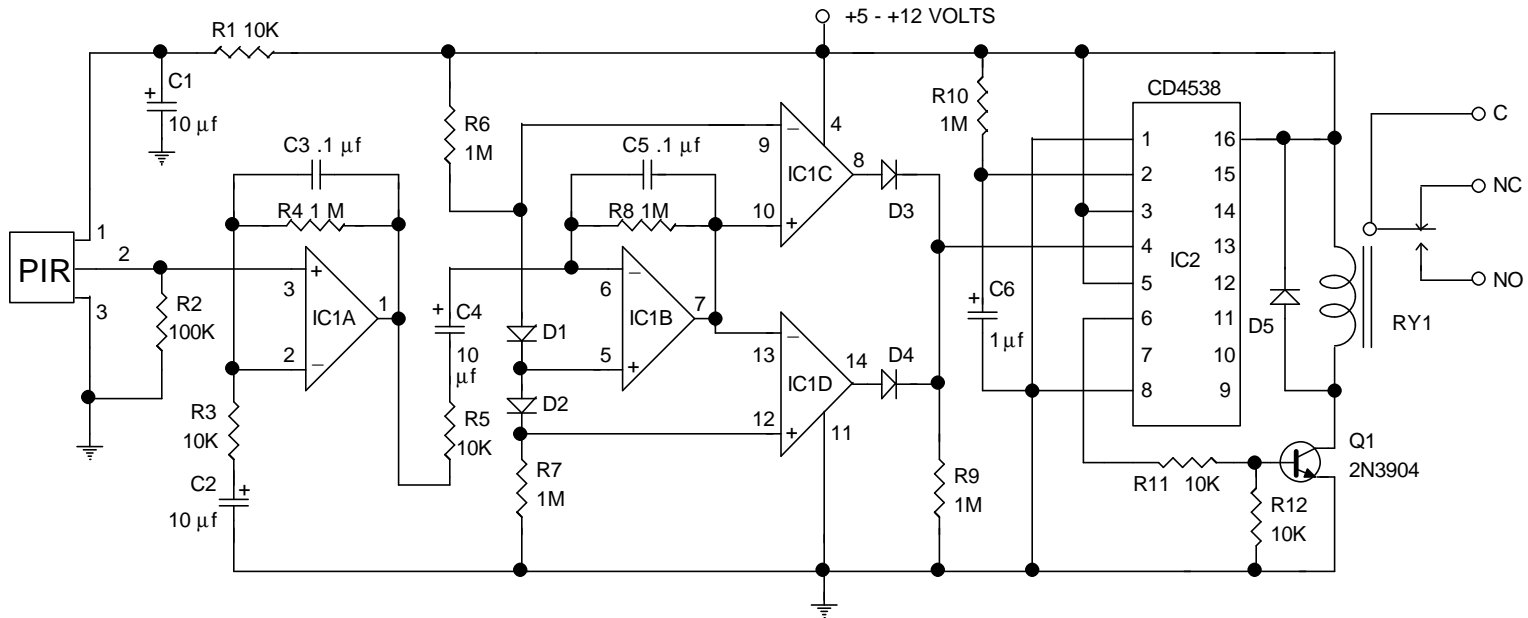 +5 - +12 VOLTS
R1 10K
C1
+
10 μf
R6
1M
C3 .1 μf
R4 1 M
C5 .1 μf
R8 1M
9
−
4
IC1C
8
10
+
D3
R10
1M
CD4538
1 16
2 15
3 14
4 13
IC2
5 12
6 11
7 10
8 9
C
NC
NO
PIR
1
2
3
R2
100K
+
3
IC1A
1
2
−
+
C4
10
μf
R5
10K
−
6
IC1B
7
5
+
D1
D2
−
13
IC1D
14
12
+
11
D4
+
C6
1μf
D5
RY1
R3
10K
C2
+
10 μf
R7
1M
R9
1M
R11 10K
Q1
2N3904
R12
10K